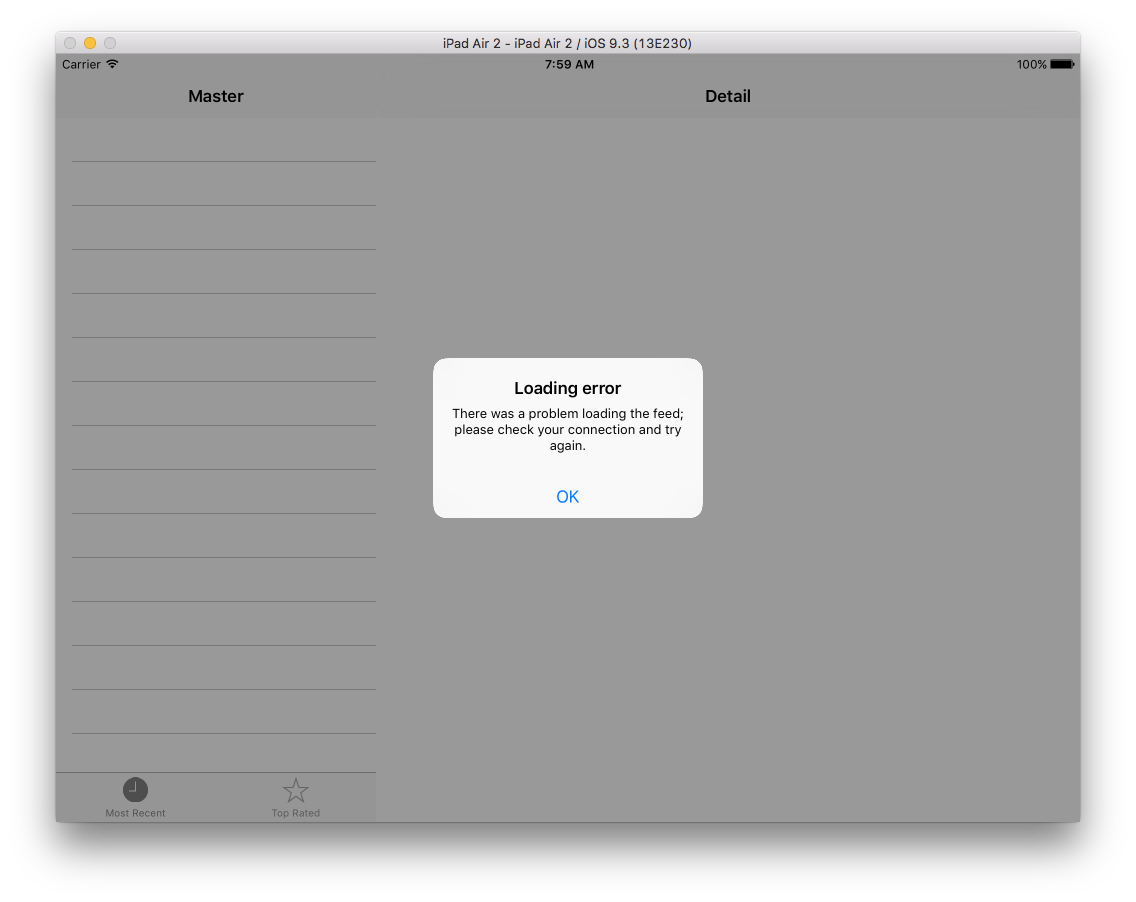 iPad Air 2 - iPad Air 2 / iOS 9.3 (13E230)
Carrier 7:59 AM 100%
Master Detail
Loading error
There was a problem loading the feed;
please check your connection and try
again.
OK
Most Recent Top Rated